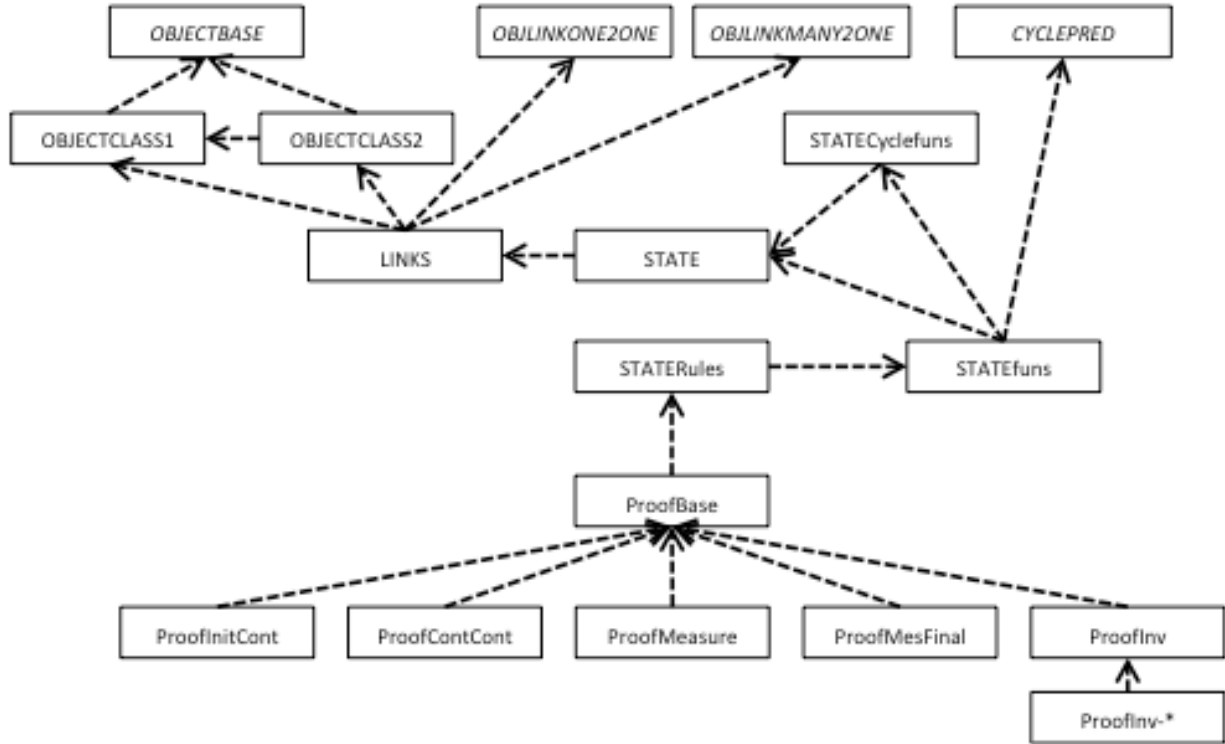 OBJECTBASE
OBJLINKONE2ONE
OBJLINKMANY2ONE
CYCLEPRED
OBJECTCLASS1
OBJECTCLASS2
STATECyclefuns
LINKS
STATE
STATERules
STATEfuns
ProofBase
ProofInitCont
ProofContCont
ProofMeasure
ProofMesFinal
ProofInv
ProofInv-*